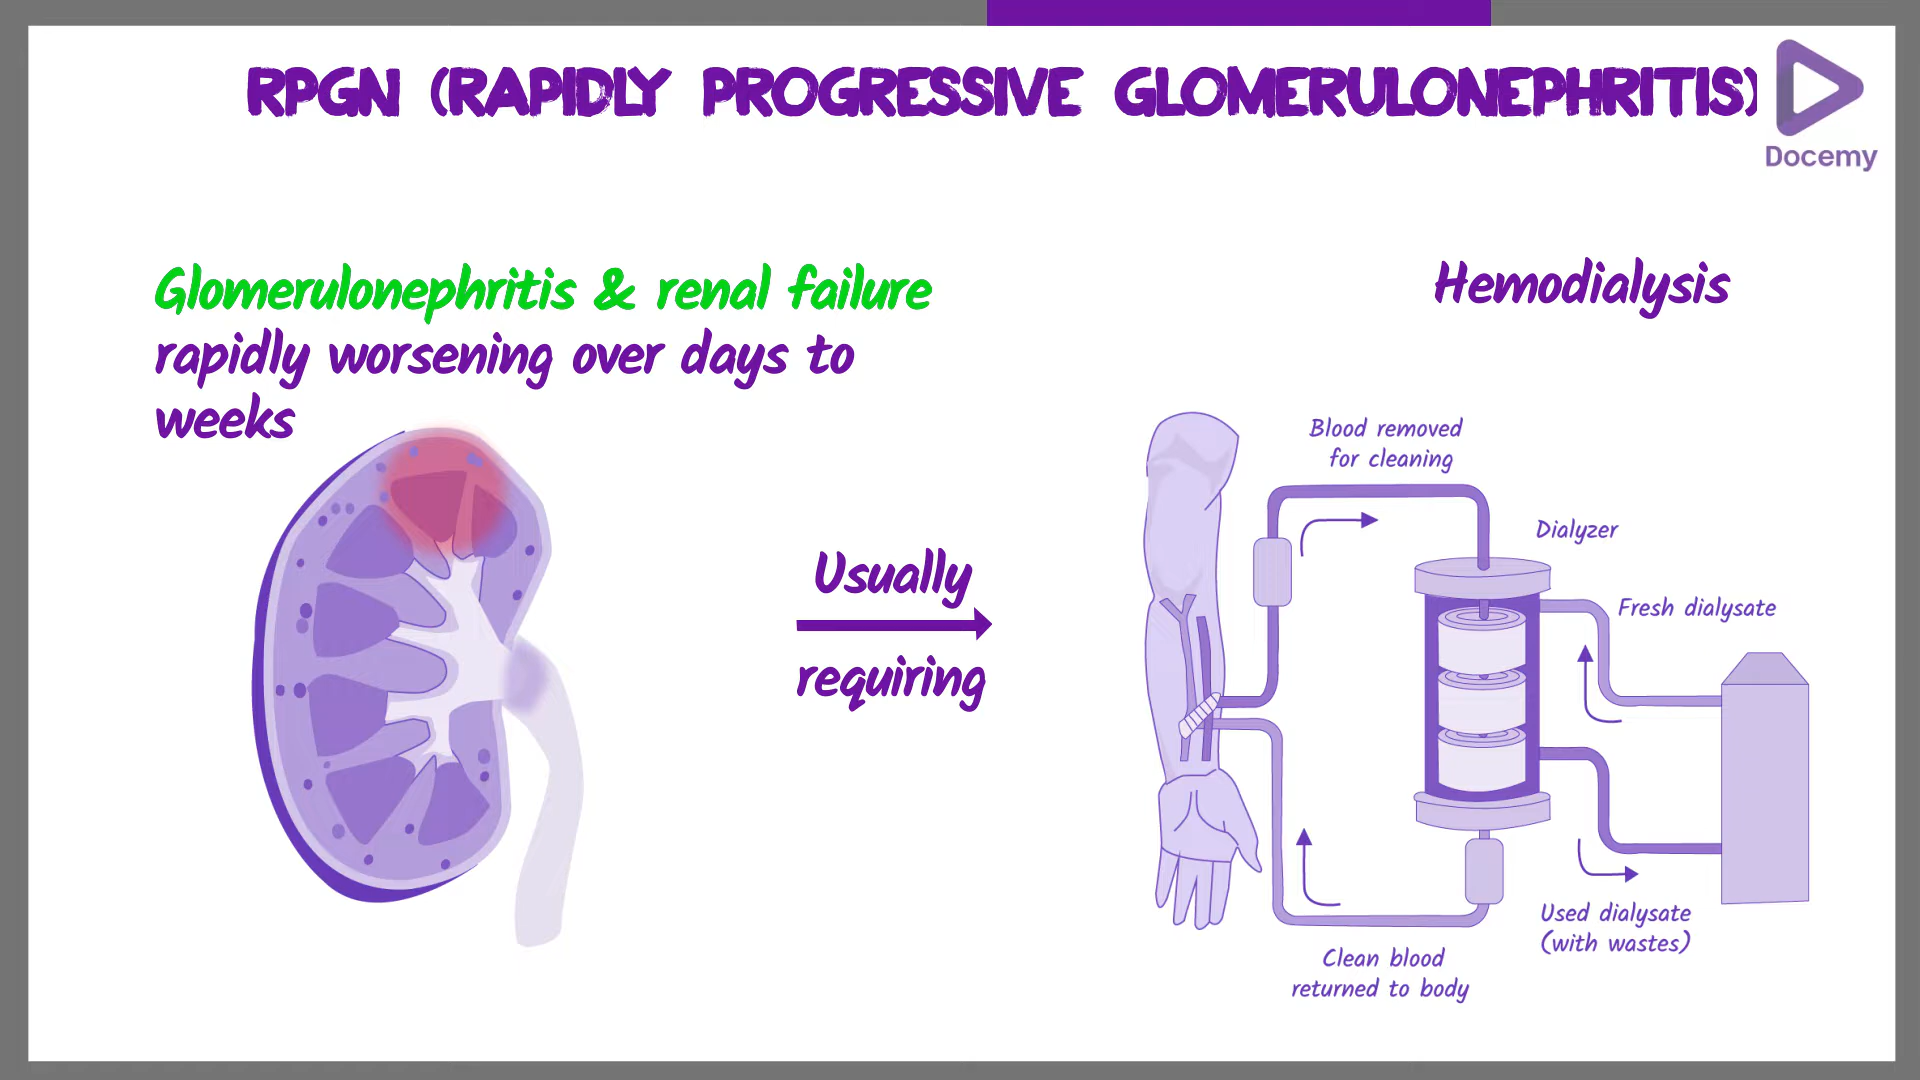 RPGN (RAPIDLY PROGRESSIVE GLOMERULONEPHRITIS)
Docemy
Glomerulonephritis & renal failure
rapidly worsening over days to
weeks
Usually
requiring
Hemodialysis
Blood removed
for cleaning
Dialyzer
Fresh dialysate
Used dialysate
(with wastes)
Clean blood
returned to body